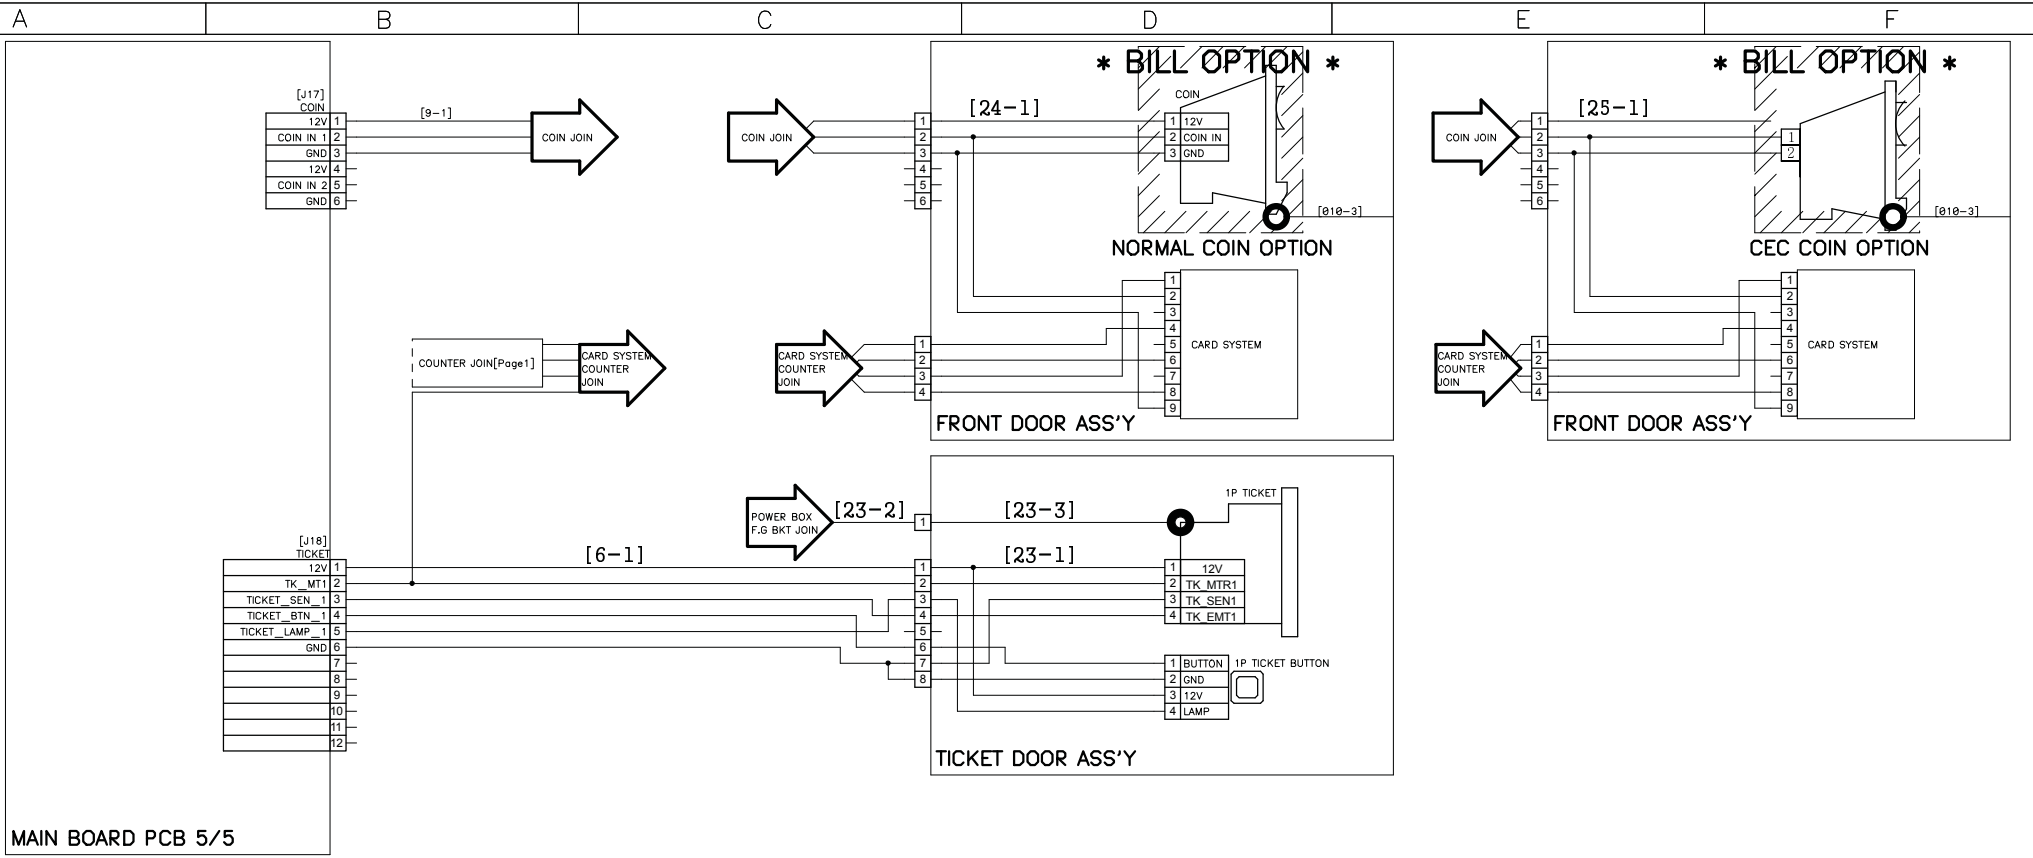 A B C D E F
* BILL OPTION * * BILL OPTION *
[J17]
COIN
12V 1
COIN IN 1 2
GND 3
12V 4
COIN IN 2 5
GND 6
[9-1]
COIN JOIN
COIN JOIN
1
2
3
4
5
6
[24-1]
COIN
1 12V
2 COIN IN
3 GND
[010-3]
NORMAL COIN OPTION
COIN JOIN
1
2
3
4
5
6
[25-1]
1
2
[010-3]
CEC COIN OPTION
COUNTER JOIN[Page1]
CARD SYSTEM
COUNTER
JOIN
CARD SYSTEM
COUNTER
JOIN
1
2
3
4
1
2
3
4
5
6
7
8
9
CARD SYSTEM
FRONT DOOR ASS'Y
CARD SYSTEM
COUNTER
JOIN
1
2
3
4
1
2
3
4
5
6
7
8
9
CARD SYSTEM
FRONT DOOR ASS'Y
POWER BOX
F.G BKT JOIN
[23-2]
1
[23-3]
1P TICKET
[J18]
TICKET
12V 1
TK_MT1 2
TICKET_SEN_1 3
TICKET_BTN_1 4
TICKET_LAMP_1 5
GND 6
7
8
9
10
11
12
[6-1]
1
2
3
4
5
6
7
8
[23-1]
1 12V
2 TK_MTR1
3 TK_SEN1
4 TK_EMT1
1 BUTTON
2 GND
3 12V
4 LAMP
1P TICKET BUTTON
TICKET DOOR ASS'Y
MAIN BOARD PCB 5/5